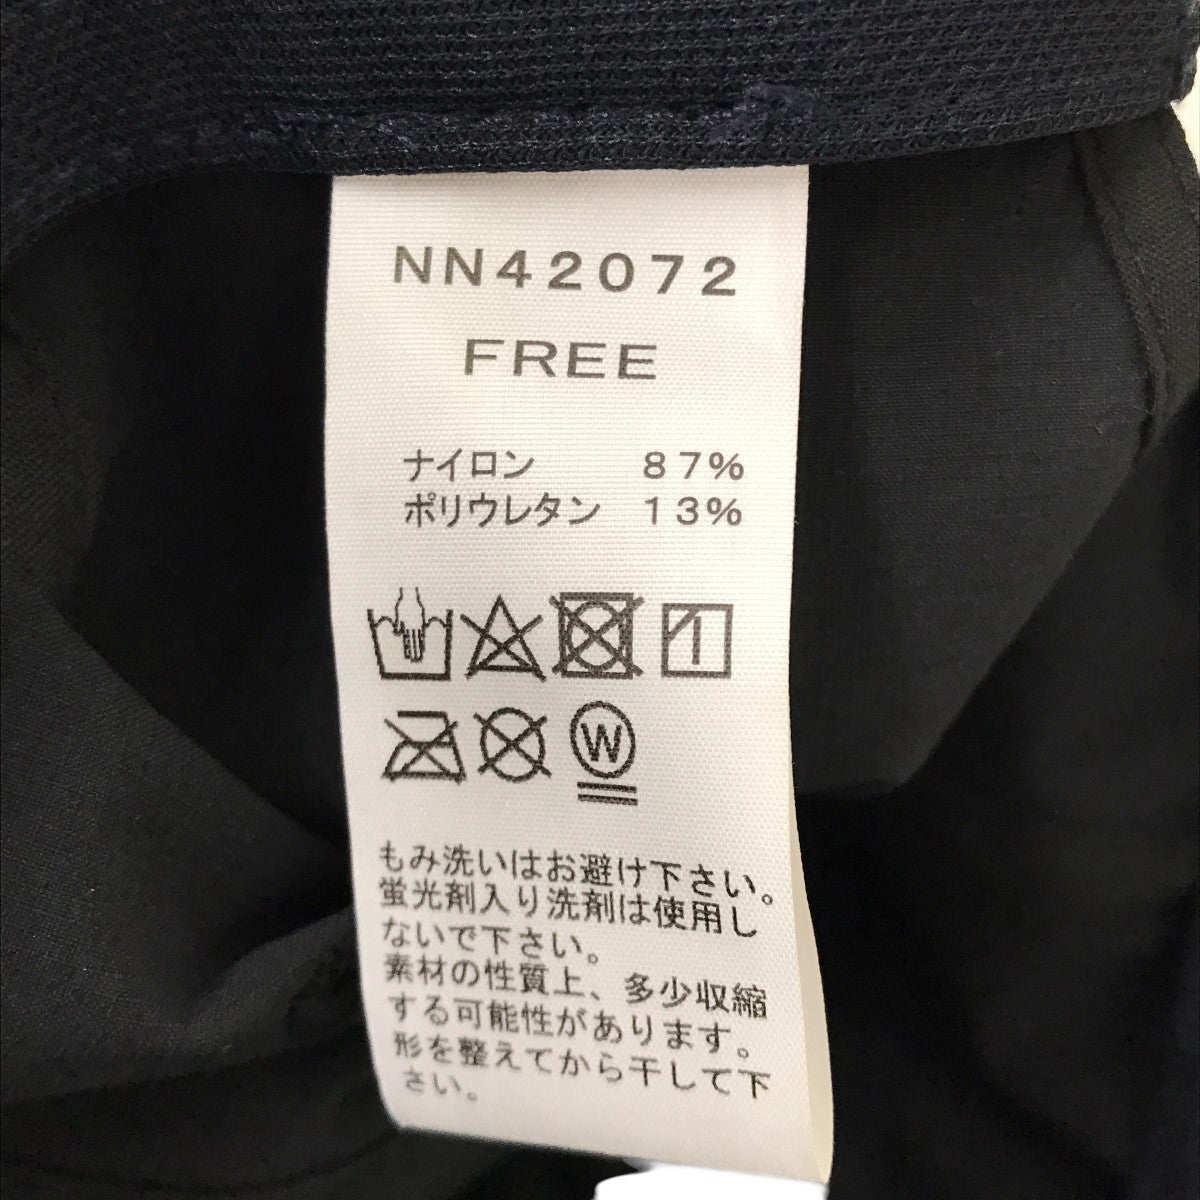 NN42072
FREE
ナイロン 87%
ポリウレタン 13%
W
もみ洗いはお避け下さい。
蛍光剤入り洗剤は使用し
ないで下さい。
素材の性質上、多少収縮
する可能性があります。
形を整えてから干して下
さい。